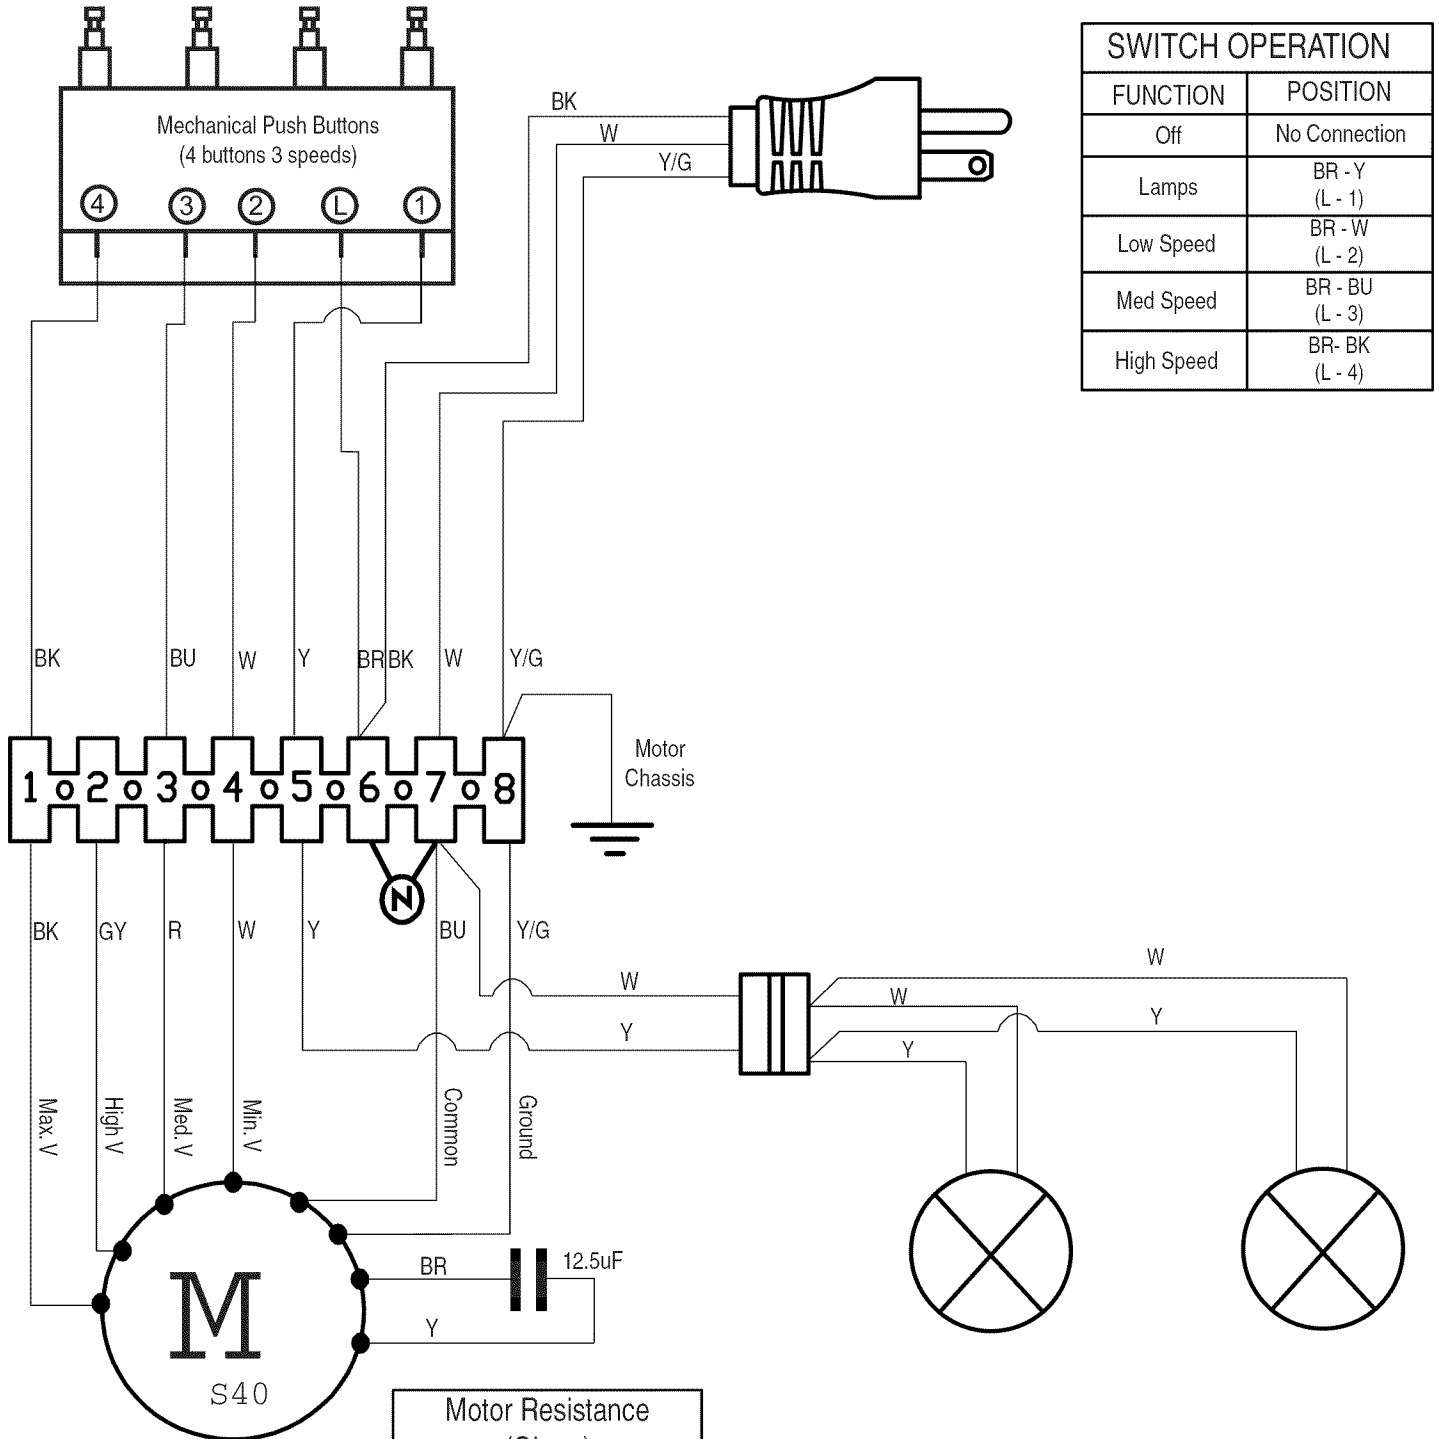 Mechanical Push Buttons
(4 buttons 3 speeds)
4 3 2 L 1
BK
W
Y/G
SWITCH OPERATION
FUNCTION POSITION
Off No Connection
Lamps BR - Y
(L - 1)
Low Speed BR - W
(L - 2)
Med Speed BR - BU
(L - 3)
High Speed BR- BK
(L - 4)
BK BU W Y BR BK W Y/G
Motor
Chassis
1 2 3 4 5 6 7 8
N
BK GY R W Y BU Y/G
W
Y
W
W
Y
Y
Max. V
High V
Med. V
Min. V
Common
Ground
BR
12.5uF
Y
M
S40
Motor Resistance